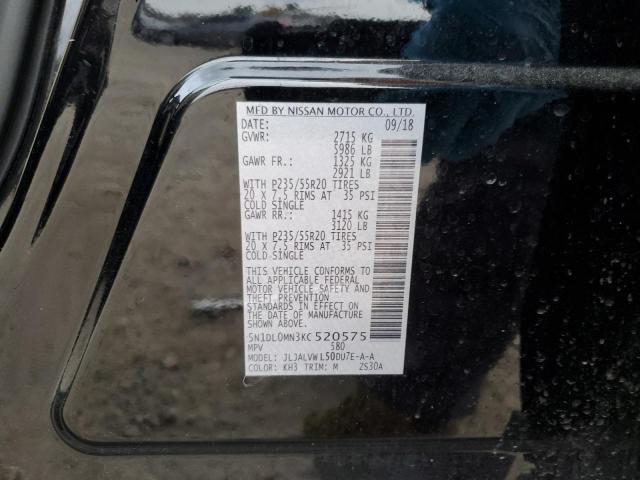 MFD BY NISSAN MOTOR CO., LTD.
DATE: 09/18
GVWR: 2715 KG
5986 LB
GAWR FR.: 1325 KG
2921 LB
WITH P235/55R20 TIRES
20 X 7.5 RIMS AT 35 PSI
COLD SINGLE
GAWR RR.: 1415 KG
3120 LB
WITH P235/55R20 TIRES
20 X 7.5 RIMS AT 35 PSI
COLD-SINGLE
THIS VEHICLE CONFORMS TO
ALL APPLICABLE FEDERAL
MOTOR VEHICLE SAFETY AND
THEFT PREVENTION
STANDARDS IN EFFECT ON
THE DATE OF MANUFACTURE
SHOWN ABOVE.
5N1DL0MN3KC520575
MPV 580
MODEL: JLJALVWL50DU7E-A-A
COLOR: KH3 TRIM: M ZS30A